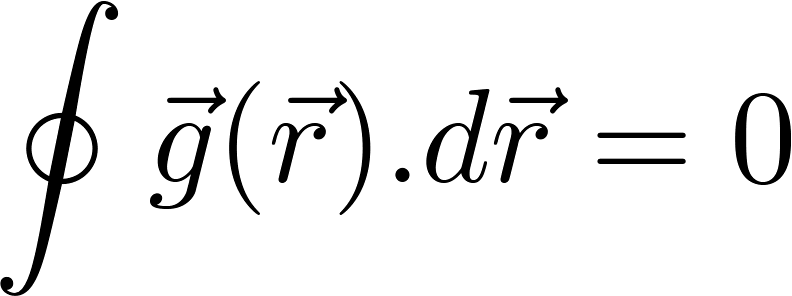 ∮ g⃗(r⃗).dr⃗ = 0